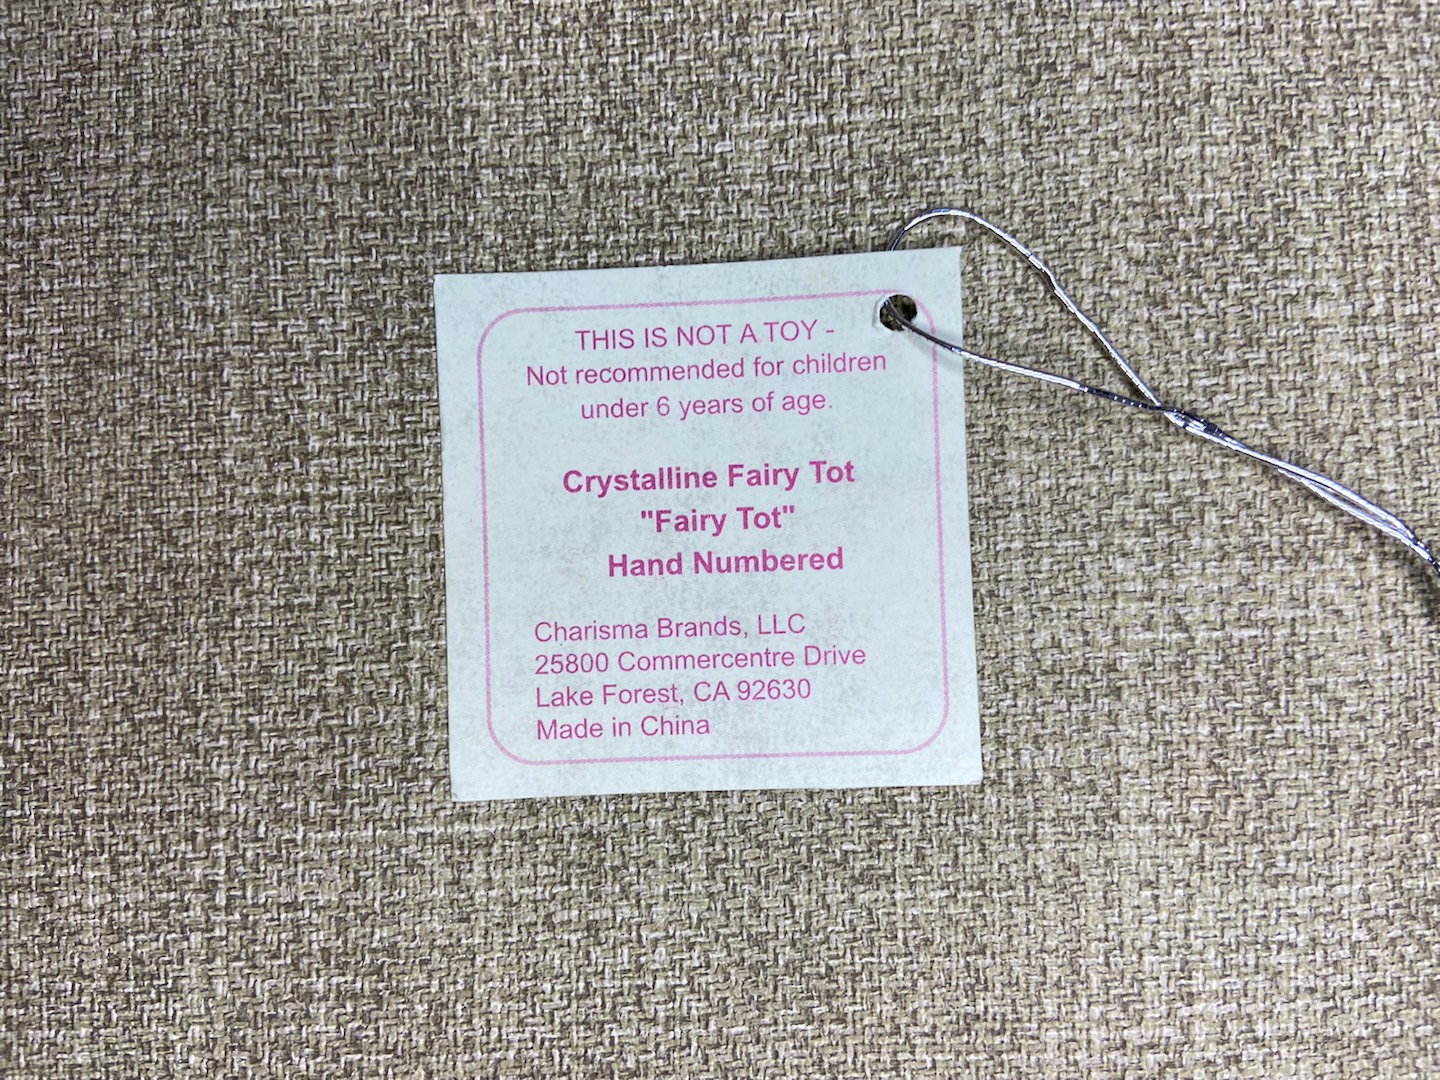 THIS IS NOT A TOY -
Not recommended for children
under 6 years of age.
Crystalline Fairy Tot
"Fairy Tot"
Hand Numbered
Charisma Brands, LLC
25800 Commercentre Drive
Lake Forest, CA 92630
Made in China